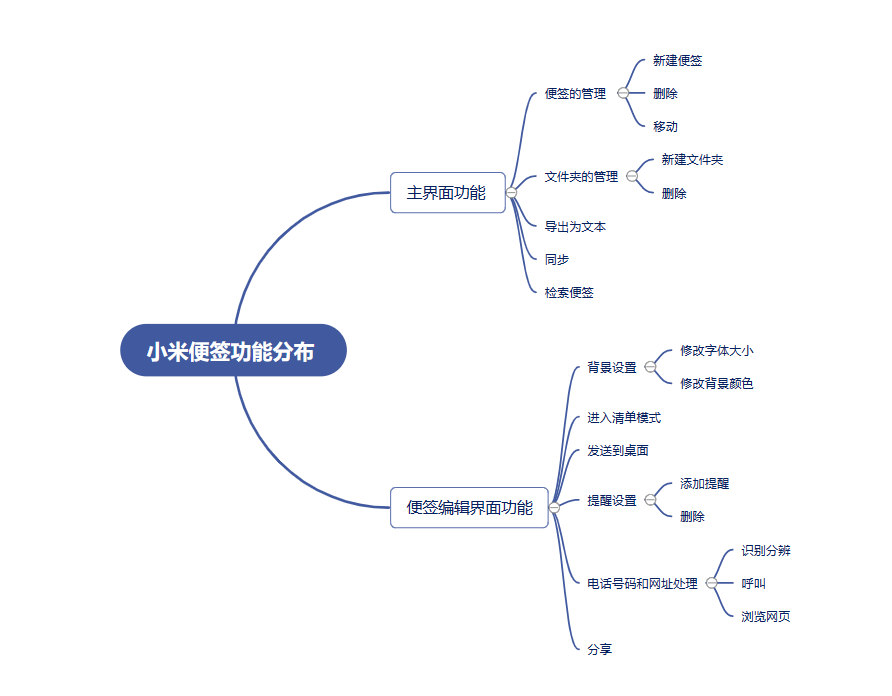 小米便签功能分布
主界面功能
便签的管理
新建便签
删除
移动
文件夹的管理
新建文件夹
删除
导出为文本
同步
检索便签
便签编辑界面功能
背景设置
修改字体大小
修改背景颜色
进入清单模式
发送到桌面
提醒设置
添加提醒
删除
电话号码和网址处理
识别分辨
呼叫
浏览网页
分享